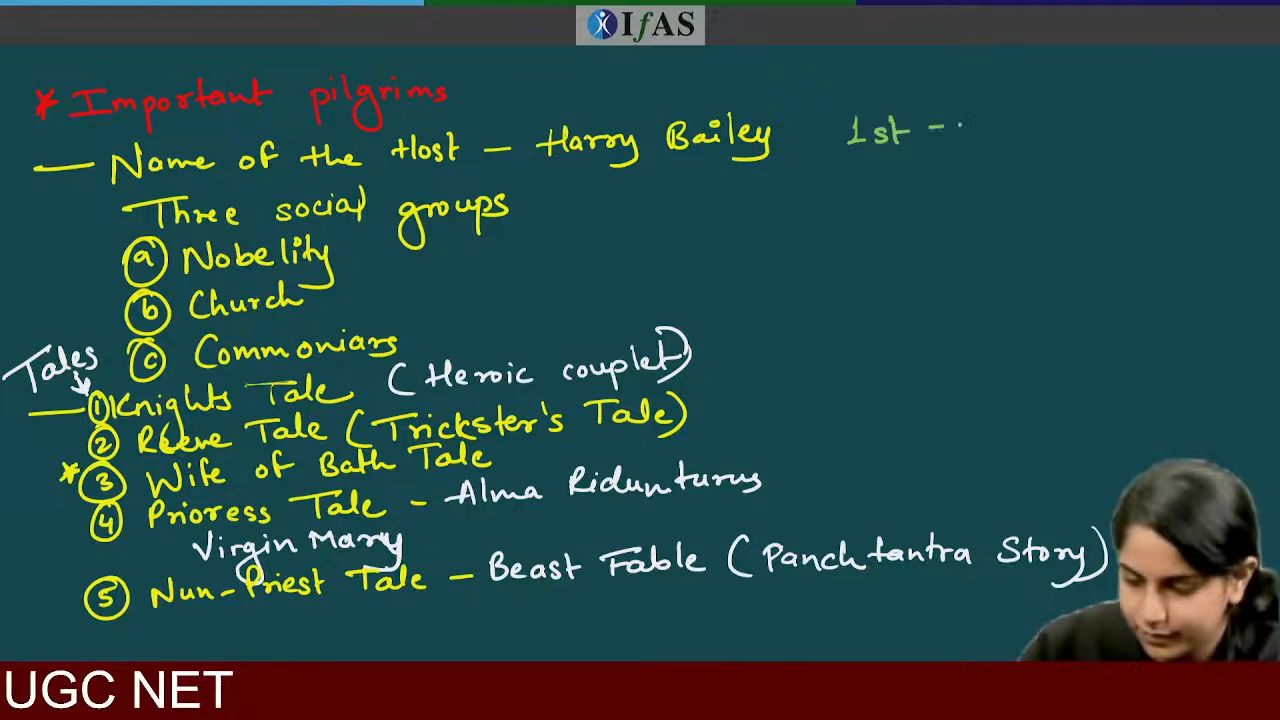 IfAS
* Important pilgrims
— Name of the Host - Harry Bailey 1st -
Three social groups
(a) Nobelity
(b) Church
(c) Commonians
Tales
— (1) Knights Tale (Heroic couplet)
(2) Reeve Tale (Trickster's Tale)
* (3) Wife of Bath Tale
(4) Prioress Tale - Alma Ridunturus
Virgin Mary
(5) Nun-Priest Tale - Beast Fable (Panchtantra Story)
UGC NET